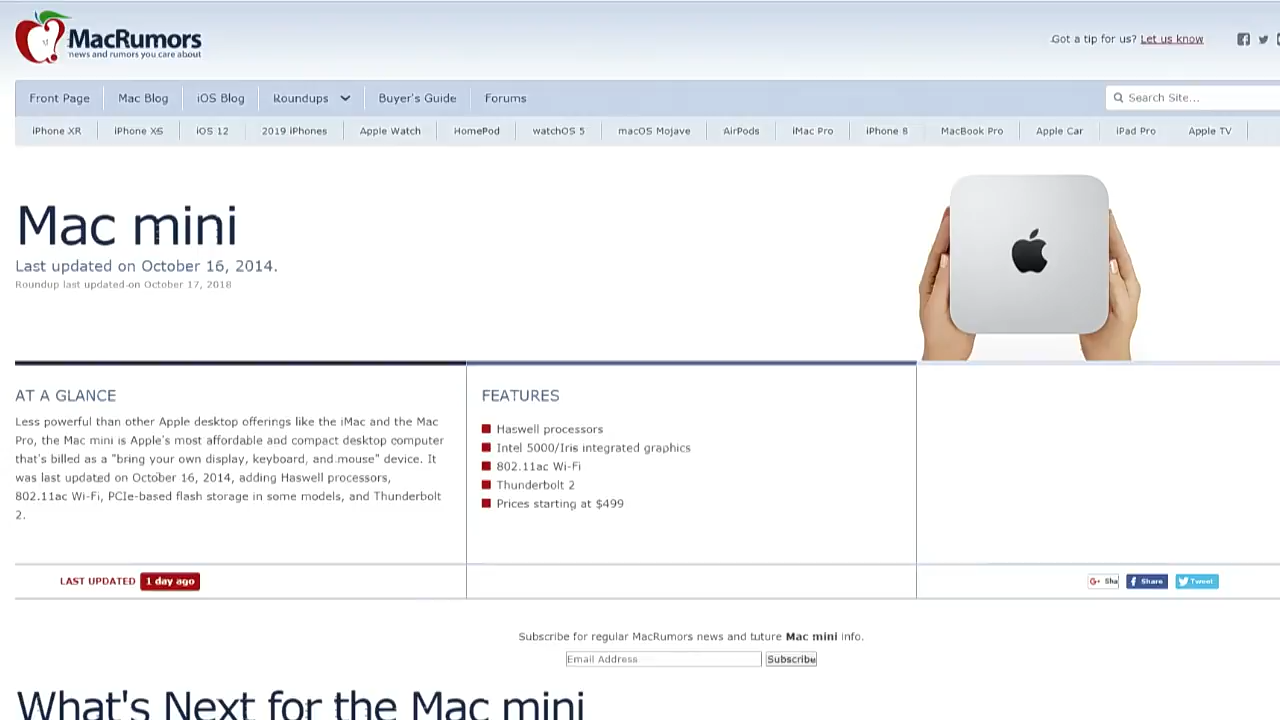 MacRumors
news and rumors you care about
Got a tip for us? Let us know
Front Page
Mac Blog
iOS Blog
Roundups
Buyer's Guide
Forums
Search Site...
iPhone XR
iPhone XS
iOS 12
2019 iPhones
Apple Watch
HomePod
watchOS 5
macOS Mojave
AirPods
iMac Pro
iPhone 8
MacBook Pro
Apple Car
iPad Pro
Apple TV
Mac mini
Last updated on October 16, 2014.
Roundup last updated on October 17, 2018
AT A GLANCE
Less powerful than other Apple desktop offerings like the iMac and the Mac
Pro, the Mac mini is Apple's most affordable and compact desktop computer
that's billed as a "bring your own display, keyboard, and mouse" device. It
was last updated on October 16, 2014, adding Haswell processors,
802.11ac Wi-Fi, PCIe-based flash storage in some models, and Thunderbolt
2.
FEATURES
Haswell processors
Intel 5000/Iris integrated graphics
802.11ac Wi-Fi
Thunderbolt 2
Prices starting at $499
LAST UPDATED 1 day ago
G+ Sha
Share
Tweet
Subscribe for regular MacRumors news and future Mac mini info.
Email Address
Subscribe
What's Next for the Mac mini